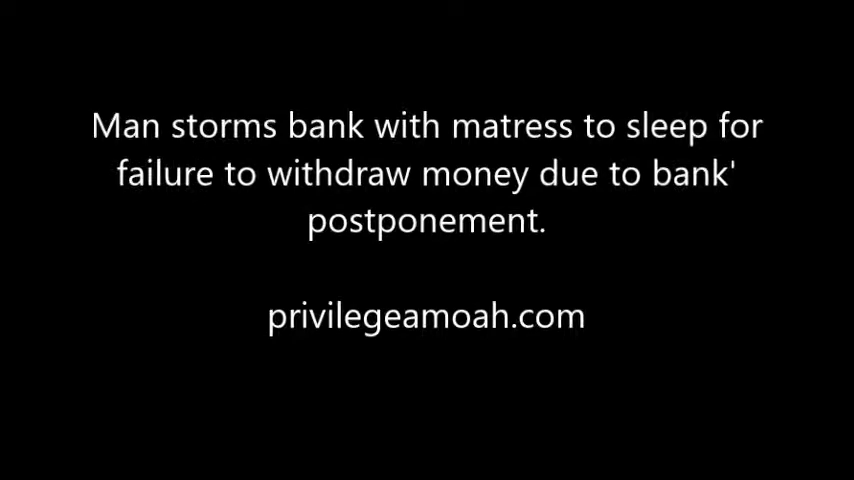 Man storms bank with matress to sleep for
failure to withdraw money due to bank'
postponement.
privilegeamoah.com